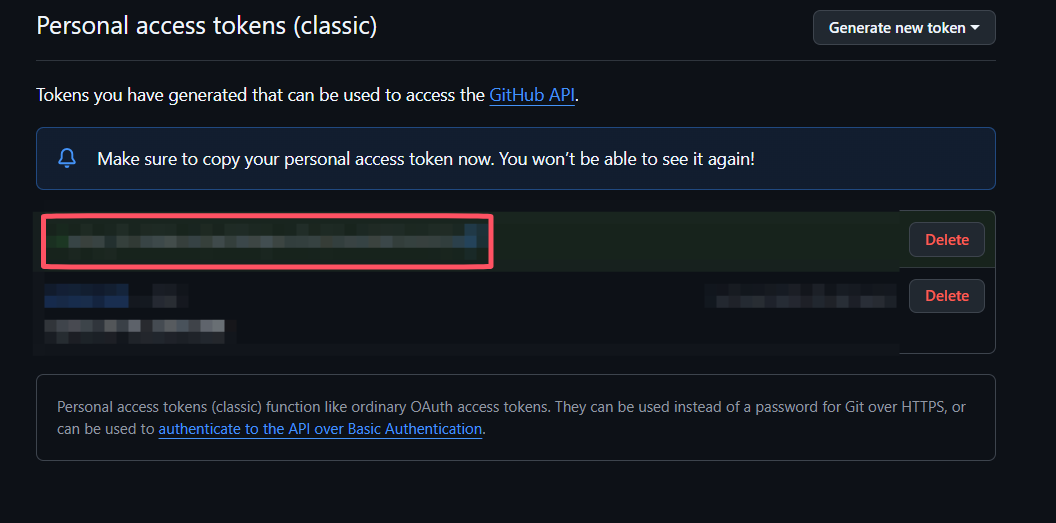 Personal access tokens (classic)
Generate new token
Tokens you have generated that can be used to access the GitHub API.
Make sure to copy your personal access token now. You won’t be able to see it again!
Delete
Delete
Personal access tokens (classic) function like ordinary OAuth access tokens. They can be used instead of a password for Git over HTTPS, or
can be used to authenticate to the API over Basic Authentication.